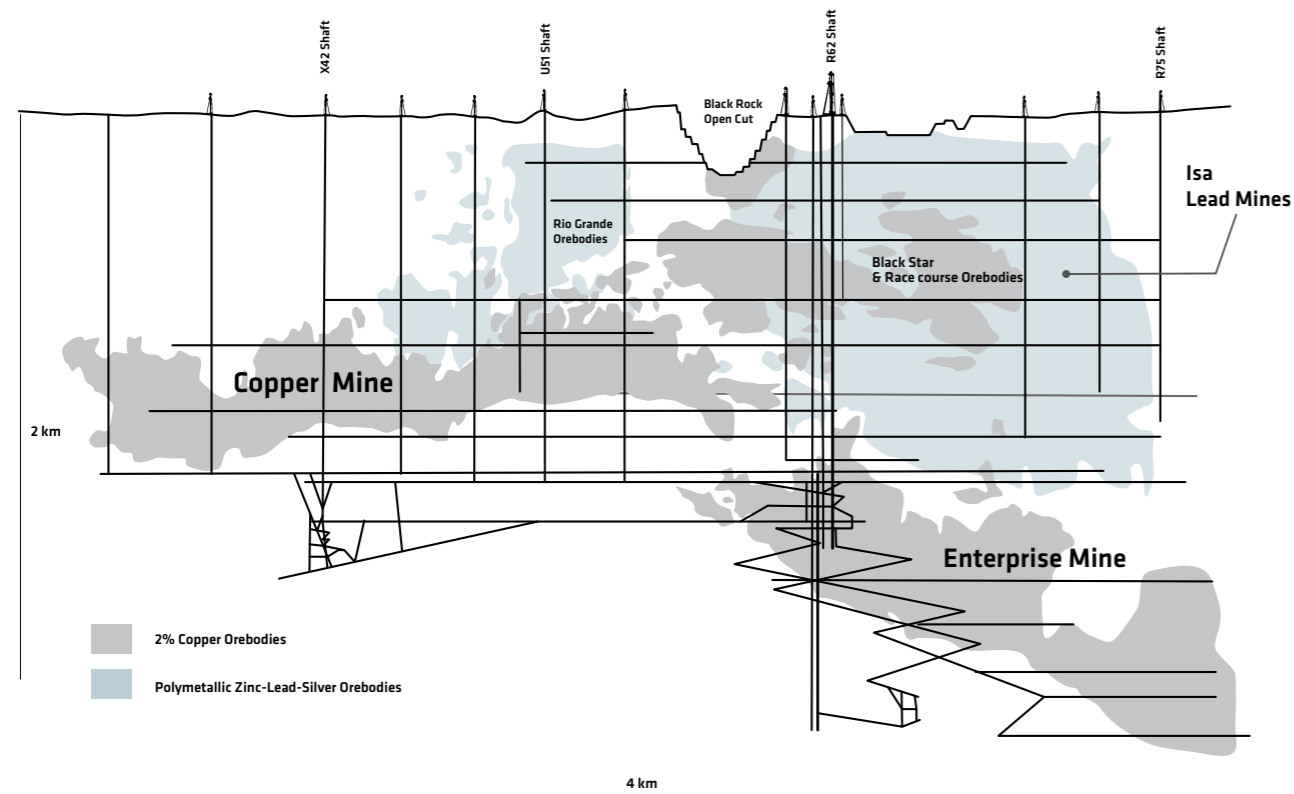 X42 Shaft
U51 Shaft
R62 Shaft
R75 Shaft
Black Rock
Open Cut
Isa
Lead Mines
Rio Grande
Orebodies
Black Star
& Race course Orebodies
Copper Mine
2 km
Enterprise Mine
2% Copper Orebodies
Polymetallic Zinc-Lead-Silver Orebodies
4 km